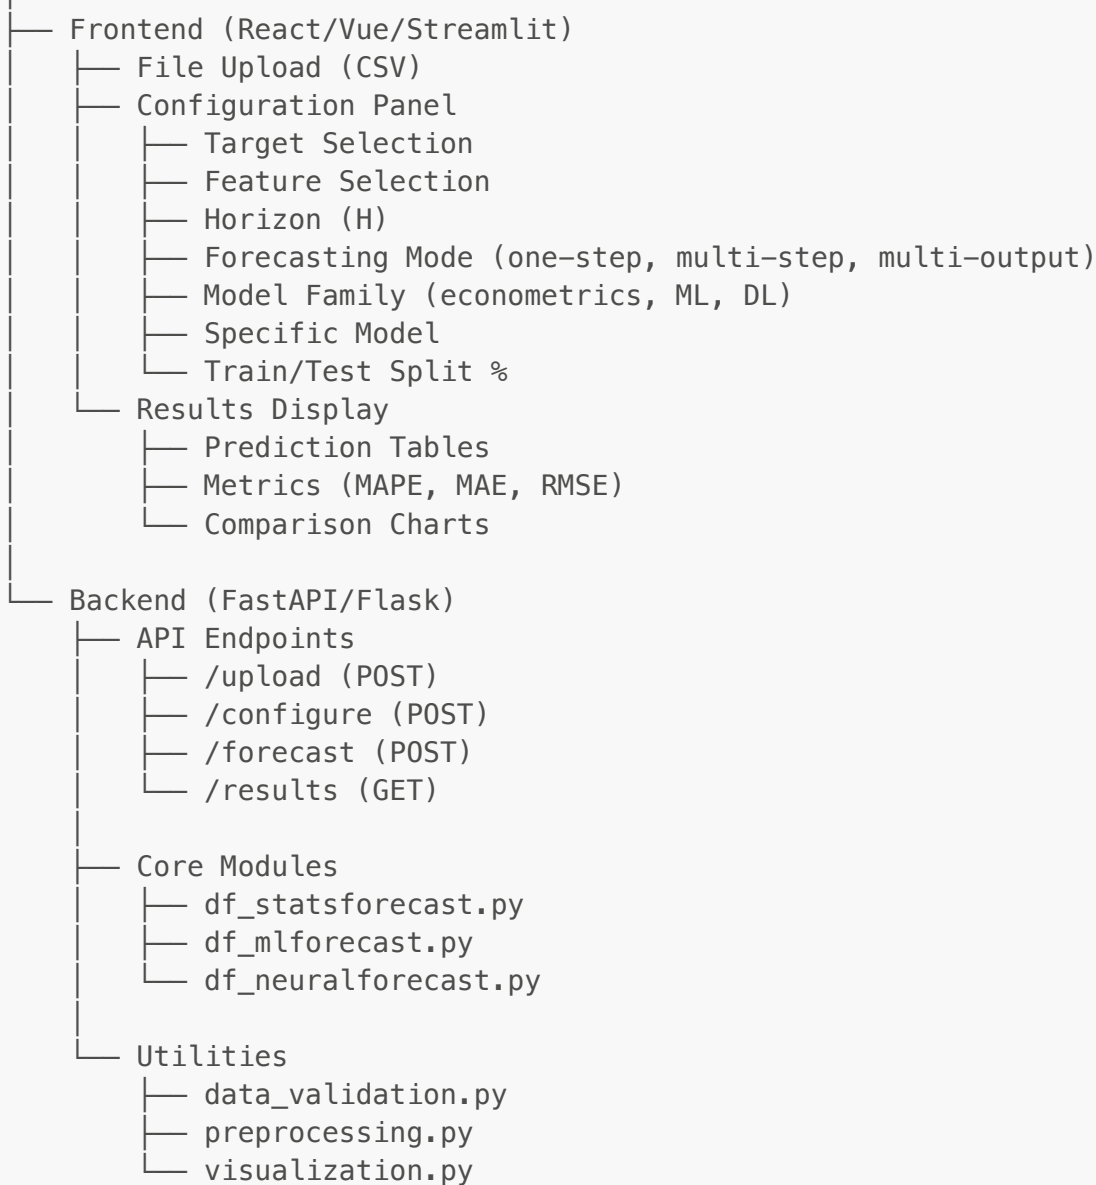 ├── Frontend (React/Vue/Streamlit)
│   ├── File Upload (CSV)
│   ├── Configuration Panel
│   │   ├── Target Selection
│   │   ├── Feature Selection
│   │   ├── Horizon (H)
│   │   ├── Forecasting Mode (one-step, multi-step, multi-output)
│   │   ├── Model Family (econometrics, ML, DL)
│   │   ├── Specific Model
│   │   └── Train/Test Split %
│   └── Results Display
│       ├── Prediction Tables
│       ├── Metrics (MAPE, MAE, RMSE)
│       └── Comparison Charts
│
└── Backend (FastAPI/Flask)
    ├── API Endpoints
    │   ├── /upload (POST)
    │   ├── /configure (POST)
    │   ├── /forecast (POST)
    │   └── /results (GET)
    │
    ├── Core Modules
    │   ├── df_statsforecast.py
    │   ├── df_mlforecast.py
    │   └── df_neuralforecast.py
    │
    └── Utilities
        ├── data_validation.py
        ├── preprocessing.py
        └── visualization.py